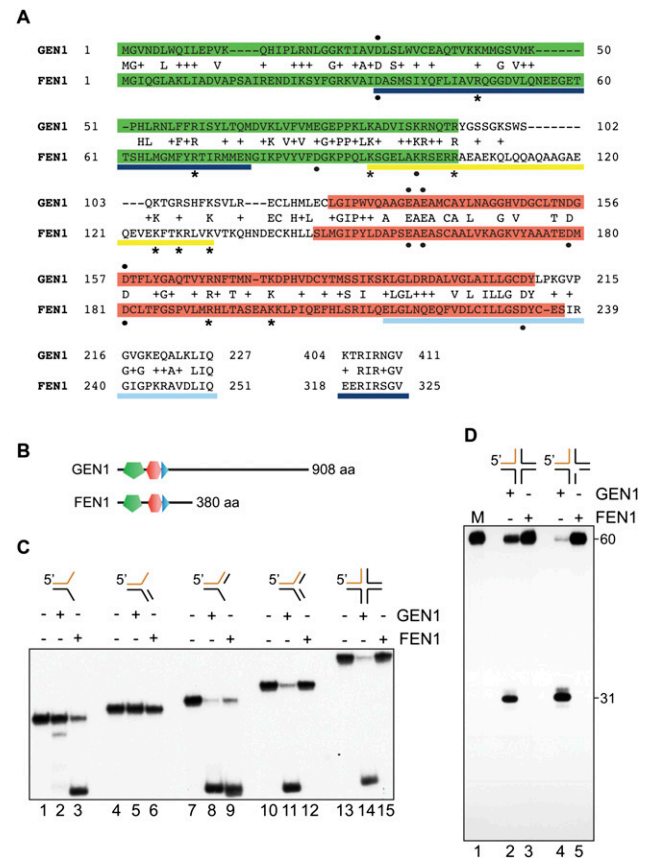 A
GEN1 1 MGVNDLWQILEPVK----QHIPLRNLGGKTIAVDLSLWVCEAQTVKKMMGSVMK----- 50
MG+ L +++ V + G+ +A+D S+ + + G V++
FEN1 1 MGIQGLAKLIADVAPSAIRENDIKSYFGRKVAIDASMSIYQFLIAVRQGGDVLQNEEGET 60
*
51 -PHLRNLFFRISYLTQMDVKLVFVMEGEPPKLKADVISKRNQTRYGSSGKSWS------- 102
GEN1
HL +F+R + + +K V V +G+PP+LK+ ++KR++ R + +
FEN1 61 TSHLMGMFYRTIRMMENGIKPVYVFDGKPPQLKSGELAKRSERRAEAEKQLQQAQAAGAE 120
* * *
GEN1 103 --QKTGRSHFKSVLR---ECLHMLECLGIPWVQAAGEAEAMCAYLNAGGHVDGCLTNDG 156
+K + K V+ EC H+L +GIP++ A EAEA CA L G V T D
FEN1 121 QEVEKFTKRLVKVTKQHNDECKHLLSLMGIPYLDAPSEAEASCAALVKAGKVYAAATEDM 180
* * *
GEN1 157 DTFLYGAQTVYRNFTMN-TKDPHVDCYTMSSIKSKLGLDRDALVGLAILLGCDYLPKGVP 215
D +G+ V R+ T + K + + +S I LGL+++ V L ILLG DY + +
FEN1 181 DCLTFGSPVLMRHLTASEAKKLPIQEFHLSRILQELGLNQEQFVDLCILLGSDYC-ESIR 239
* *
GEN1 216 GVGKEQALKLIQ 227 404 KTRIRNGV 411
G+G ++A+ LIQ + RIR+GV
FEN1 240 GIGPKRAVDLIQ 251 318 EERIRSGV 325
B
GEN1 908 aa
FEN1 380 aa
C
5' 5' 5' 5' 5'
- + - - + - - + - - + - - + - GEN1
- - + - - + - - + - - + - - + FEN1
1 2 3 4 5 6 7 8 9 10 11 12 13 14 15
D
5' 5'
GEN1 + - + -
FEN1 M - + - +
60
31
1 2 3 4 5